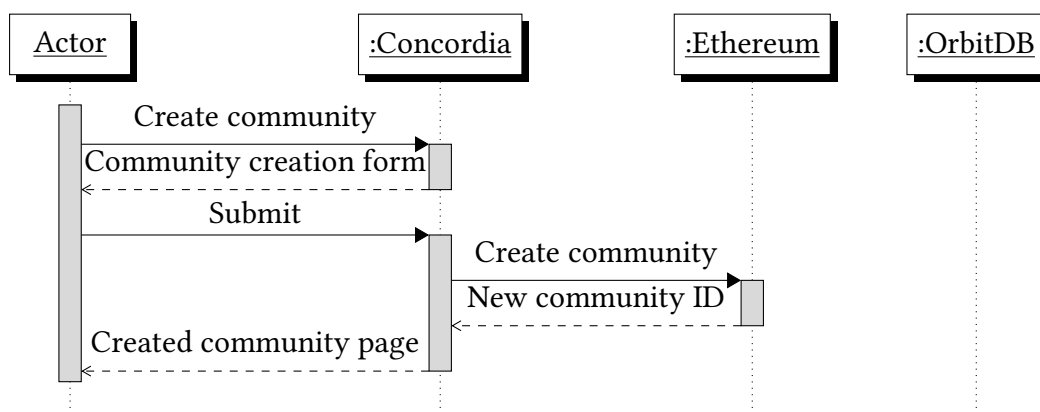 Actor
:Concordia
:Ethereum
:OrbitDB
Create community
Community creation form
Submit
Create community
New community ID
Created community page